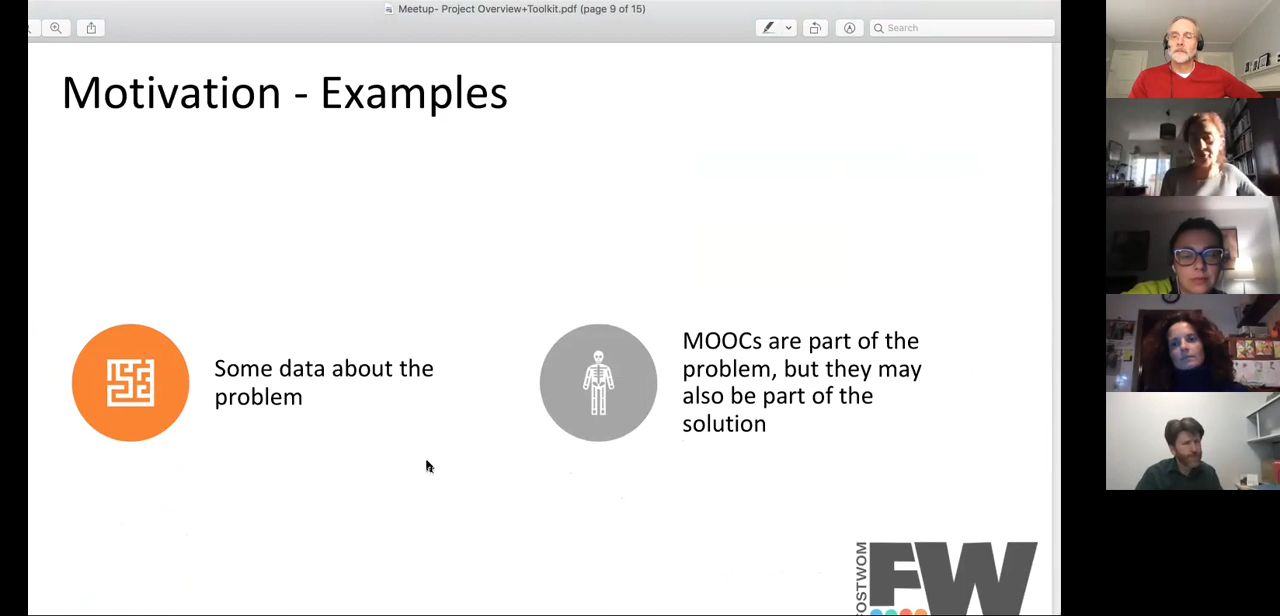 Meetup- Project Overview+Toolkit.pdf (page 9 of 15)
Search
Motivation - Examples
Some data about the
problem
MOOCs are part of the
problem, but they may
also be part of the
solution
FOSTWOM
FW